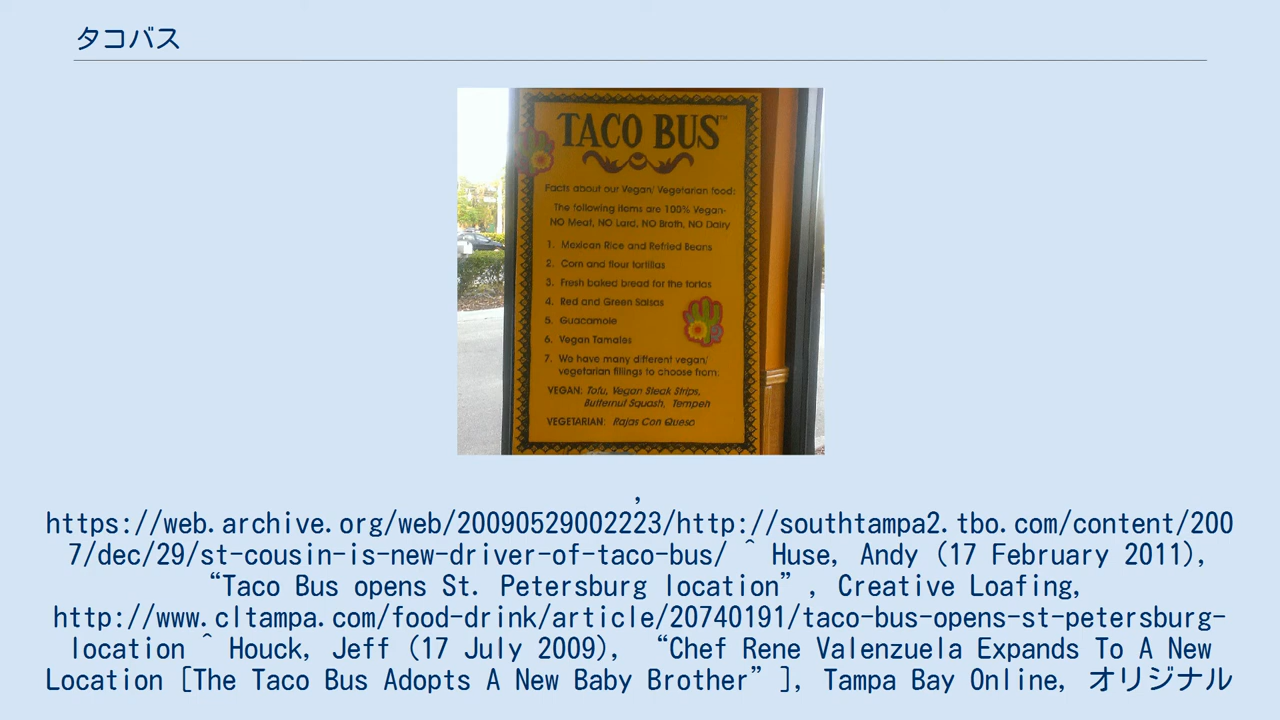 タコバス
TACO BUS™
Facts about our Vegan/ Vegetarian food:
The following items are 100% Vegan-
NO Meat, NO Lard, NO Broth, NO Dairy
1. Mexican Rice and Refried Beans
2. Corn and flour tortillas
3. Fresh baked bread for the tortas
4. Red and Green Salsas
5. Guacamole
6. Vegan Tamales
7. We have many different vegan/
vegetarian fillings to choose from:
VEGAN: Tofu, Vegan Steak Strips,
Butternut Squash, Tempeh
VEGETARIAN: Rajas Con Queso
,
https://web.archive.org/web/20090529002223/http://southtampa2.tbo.com/content/200
7/dec/29/st-cousin-is-new-driver-of-taco-bus/ ^ Huse, Andy (17 February 2011),
“Taco Bus opens St. Petersburg location”, Creative Loafing,
http://www.cltampa.com/food-drink/article/20740191/taco-bus-opens-st-petersburg-
location ^ Houck, Jeff (17 July 2009), “Chef Rene Valenzuela Expands To A New
Location [The Taco Bus Adopts A New Baby Brother”], Tampa Bay Online, オリジナル